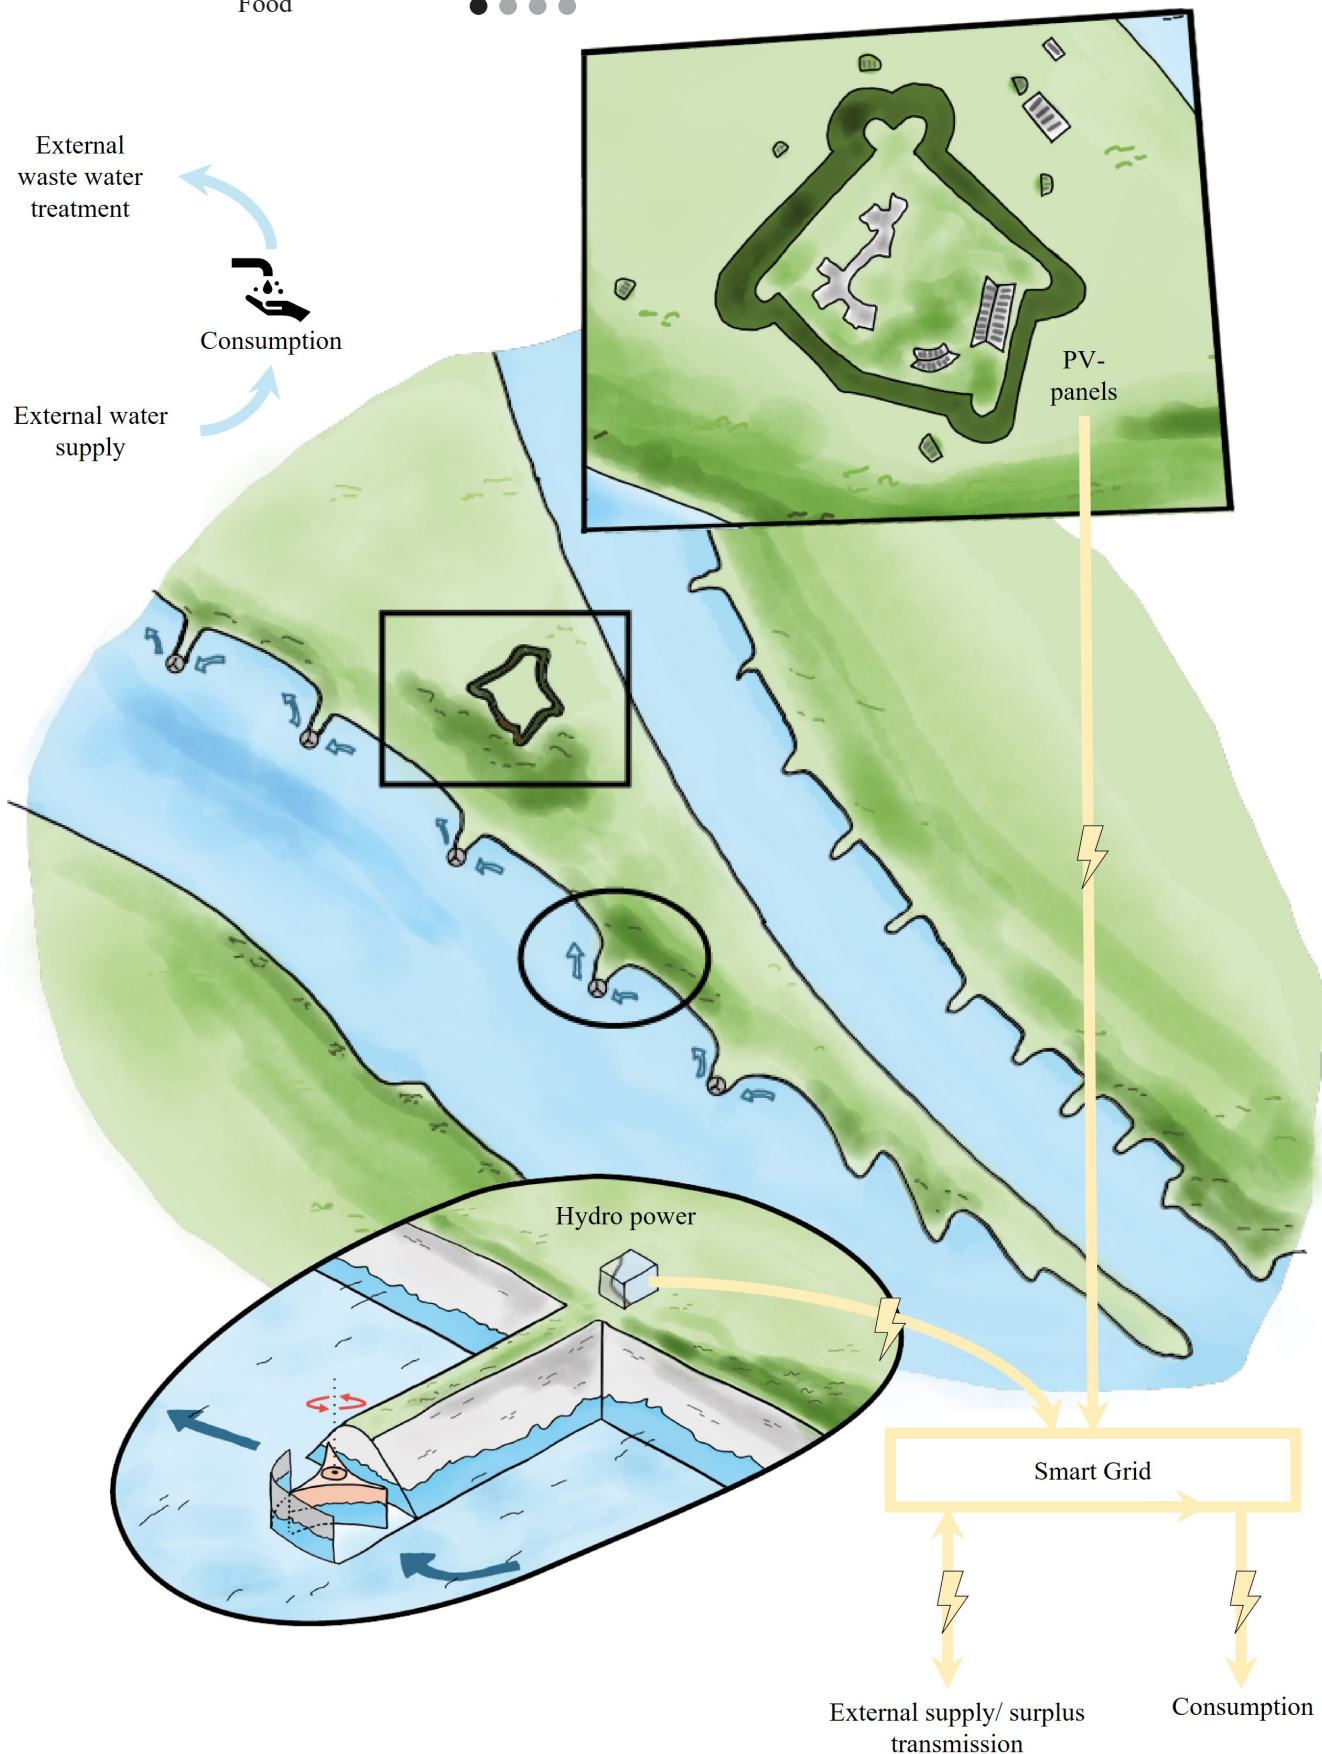 Food
External
waste water
treatment
Consumption
External water
supply
PV-
panels
Hydro power
Smart Grid
External supply/ surplus
transmission
Consumption